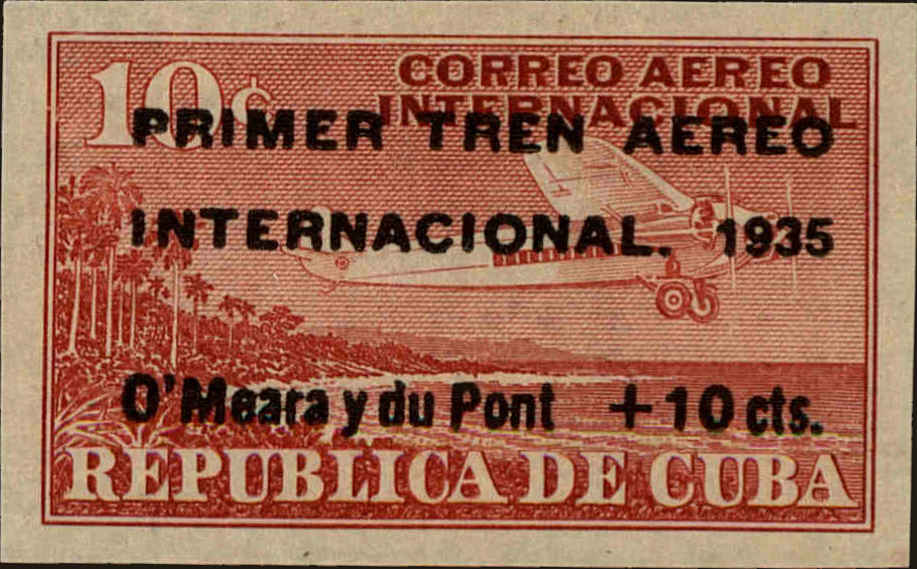 10¢
CORREO AEREO
INTERNACIONAL
PRIMER TREN AEREO
INTERNACIONAL. 1935
O'Meara y du Pont +10 cts.
REPUBLICA DE CUBA